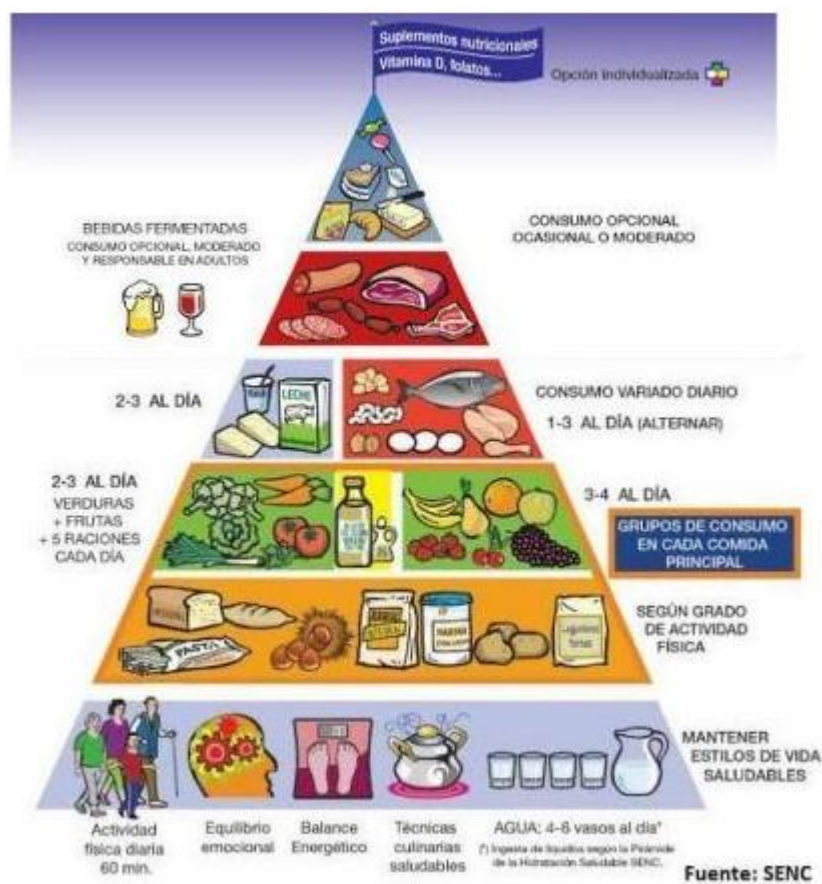 Suplementos nutricionales
Vitamina D, folatos...
Opción individualizada
BEBIDAS FERMENTADAS
CONSUMO OPCIONAL, MODERADO
Y RESPONSABLE EN ADULTOS
CONSUMO OPCIONAL
OCASIONAL O MODERADO
2-3 AL DÍA
LECHE
CONSUMO VARIADO DIARIO
1-3 AL DÍA (ALTERNAR)
2-3 AL DÍA
VERDURAS
+ FRUTAS
+ 5 RACIONES
CADA DÍA
3-4 AL DÍA
GRUPOS DE CONSUMO
EN CADA COMIDA
PRINCIPAL
PASTA
HARINA
Legumbres
SEGÚN GRADO
DE ACTIVIDAD
FÍSICA
MANTENER
ESTILOS DE VIDA
SALUDABLES
Actividad
física diaria
60 min.
Equilibrio
emocional
Balance
Energético
Técnicas
culinarias
saludables
AGUA: 4-6 vasos al día*
(*) Ingesta de líquidos según la Pirámide
de la Hidratación Saludable SENC.
Fuente: SENC